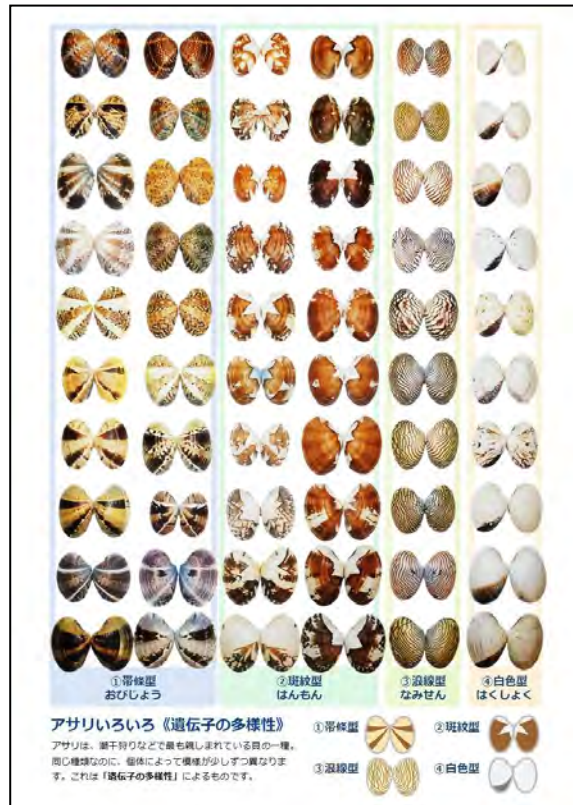 ①帯條型
おびじょう
②斑紋型
はんもん
③浪線型
なみせん
④白色型
はくしょく
アサリいろいろ《遺伝子の多様性》
アサリは、潮干狩りなどで最も親しまれている貝の一種。
同じ種類なのに、個体によって模様が少しずつ異なりま
す。これは「遺伝子の多様性」によるものです。
①帯條型
②斑紋型
③浪線型
④白色型